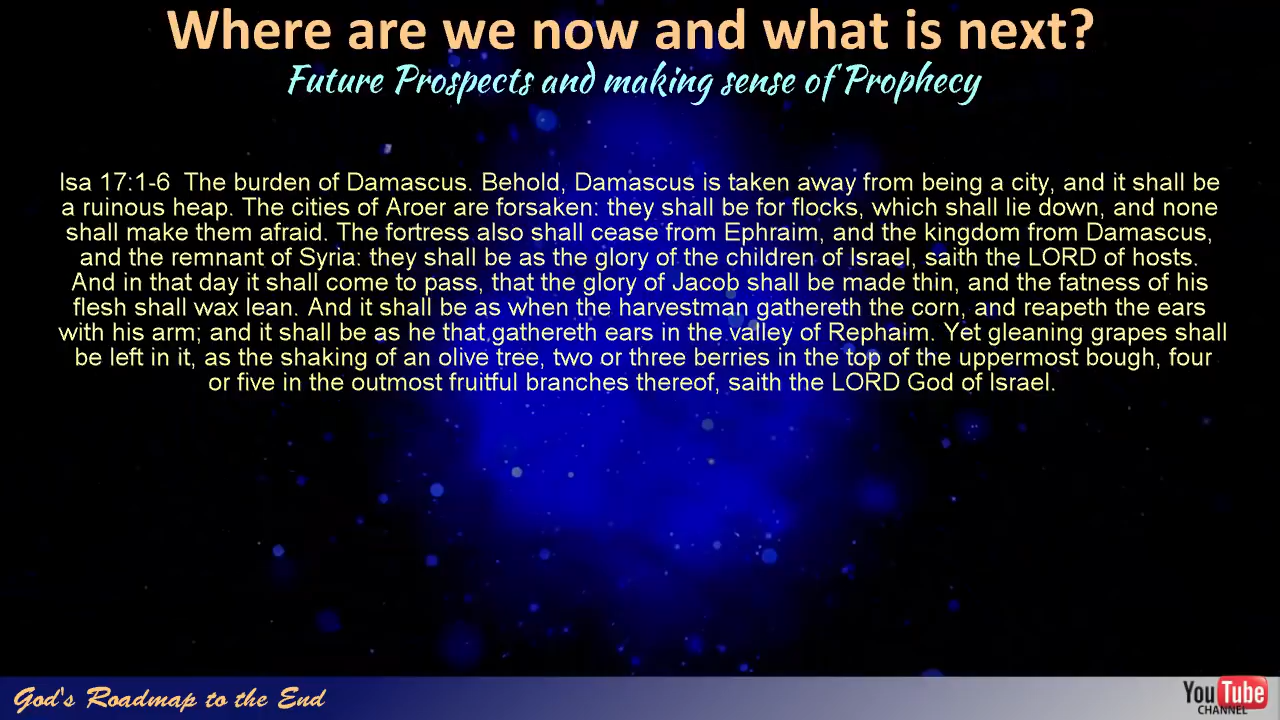 Where are we now and what is next?
Future Prospects and making sense of Prophecy
Isa 17:1-6  The burden of Damascus. Behold, Damascus is taken away from being a city, and it shall be
a ruinous heap. The cities of Aroer are forsaken: they shall be for flocks, which shall lie down, and none
shall make them afraid. The fortress also shall cease from Ephraim, and the kingdom from Damascus,
and the remnant of Syria: they shall be as the glory of the children of Israel, saith the LORD of hosts.
And in that day it shall come to pass, that the glory of Jacob shall be made thin, and the fatness of his
flesh shall wax lean. And it shall be as when the harvestman gathereth the corn, and reapeth the ears
with his arm; and it shall be as he that gathereth ears in the valley of Rephaim. Yet gleaning grapes shall
be left in it, as the shaking of an olive tree, two or three berries in the top of the uppermost bough, four
or five in the outmost fruitful branches thereof, saith the LORD God of Israel.
God's Roadmap to the End
YouTube
CHANNEL